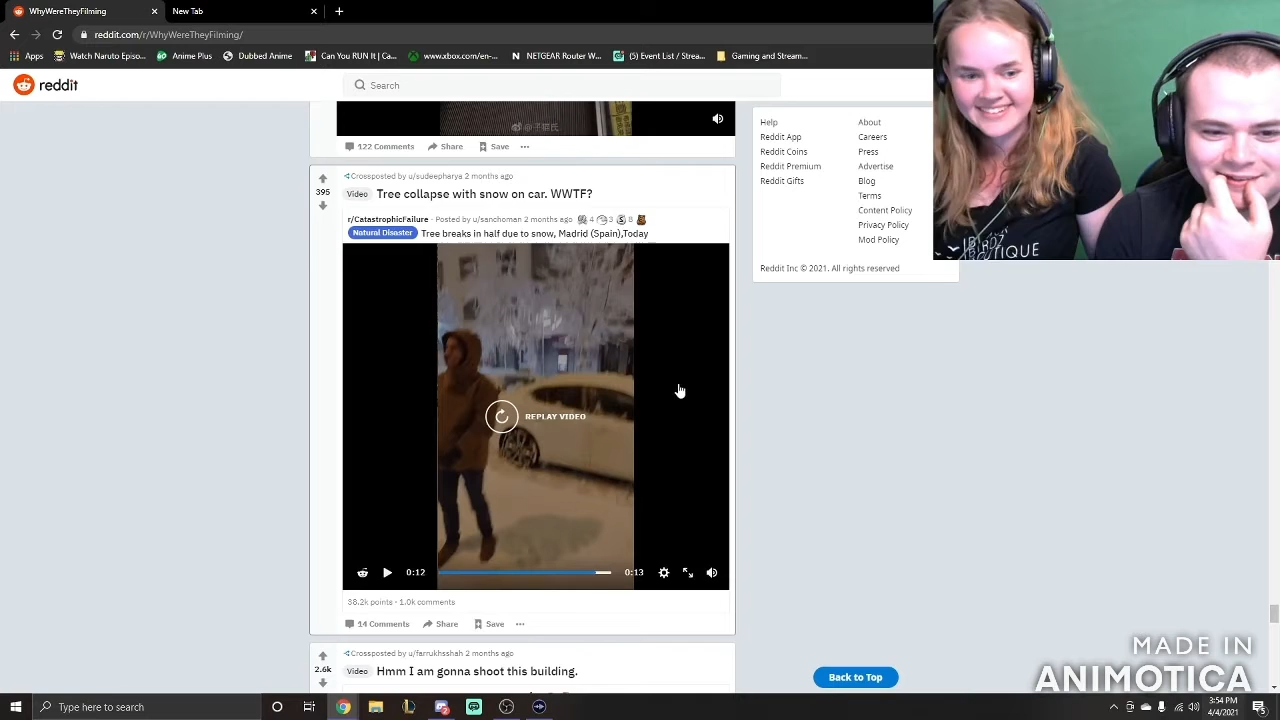 WhyWereTheyFilming
New Tab
reddit.com/r/WhyWereTheyFilming/
Apps
Watch Naruto Episo...
Anime Plus
Dubbed Anime
Can You RUN It | Ca...
www.xbox.com/en-...
NETGEAR Router W...
(5) Event List / Strea...
Gaming and Stream...
reddit
Search
122 Comments
Share
Save
Help
About
Reddit App
Careers
Reddit Coins
Press
Reddit Premium
Advertise
Reddit Gifts
Blog
Terms
Content Policy
Privacy Policy
Mod Policy
Reddit Inc © 2021. All rights reserved
BIRDZ
BOUTIQUE
Crossposted by u/sudeepharya 2 months ago
395
Video
Tree collapse with snow on car. WWTF?
r/CatastrophicFailure · Posted by u/sanchoman 2 months ago
4
3
8
Natural Disaster
Tree breaks in half due to snow, Madrid (Spain),Today
REPLAY VIDEO
0:12
0:13
38.2k points · 1.0k comments
14 Comments
Share
Save
Crossposted by u/farrukhsshah 2 months ago
2.6k
Video
Hmm I am gonna shoot this building.
Back to Top
MADE IN
ANIMOTICA
Type here to search
3:54 PM
4/4/2021
5